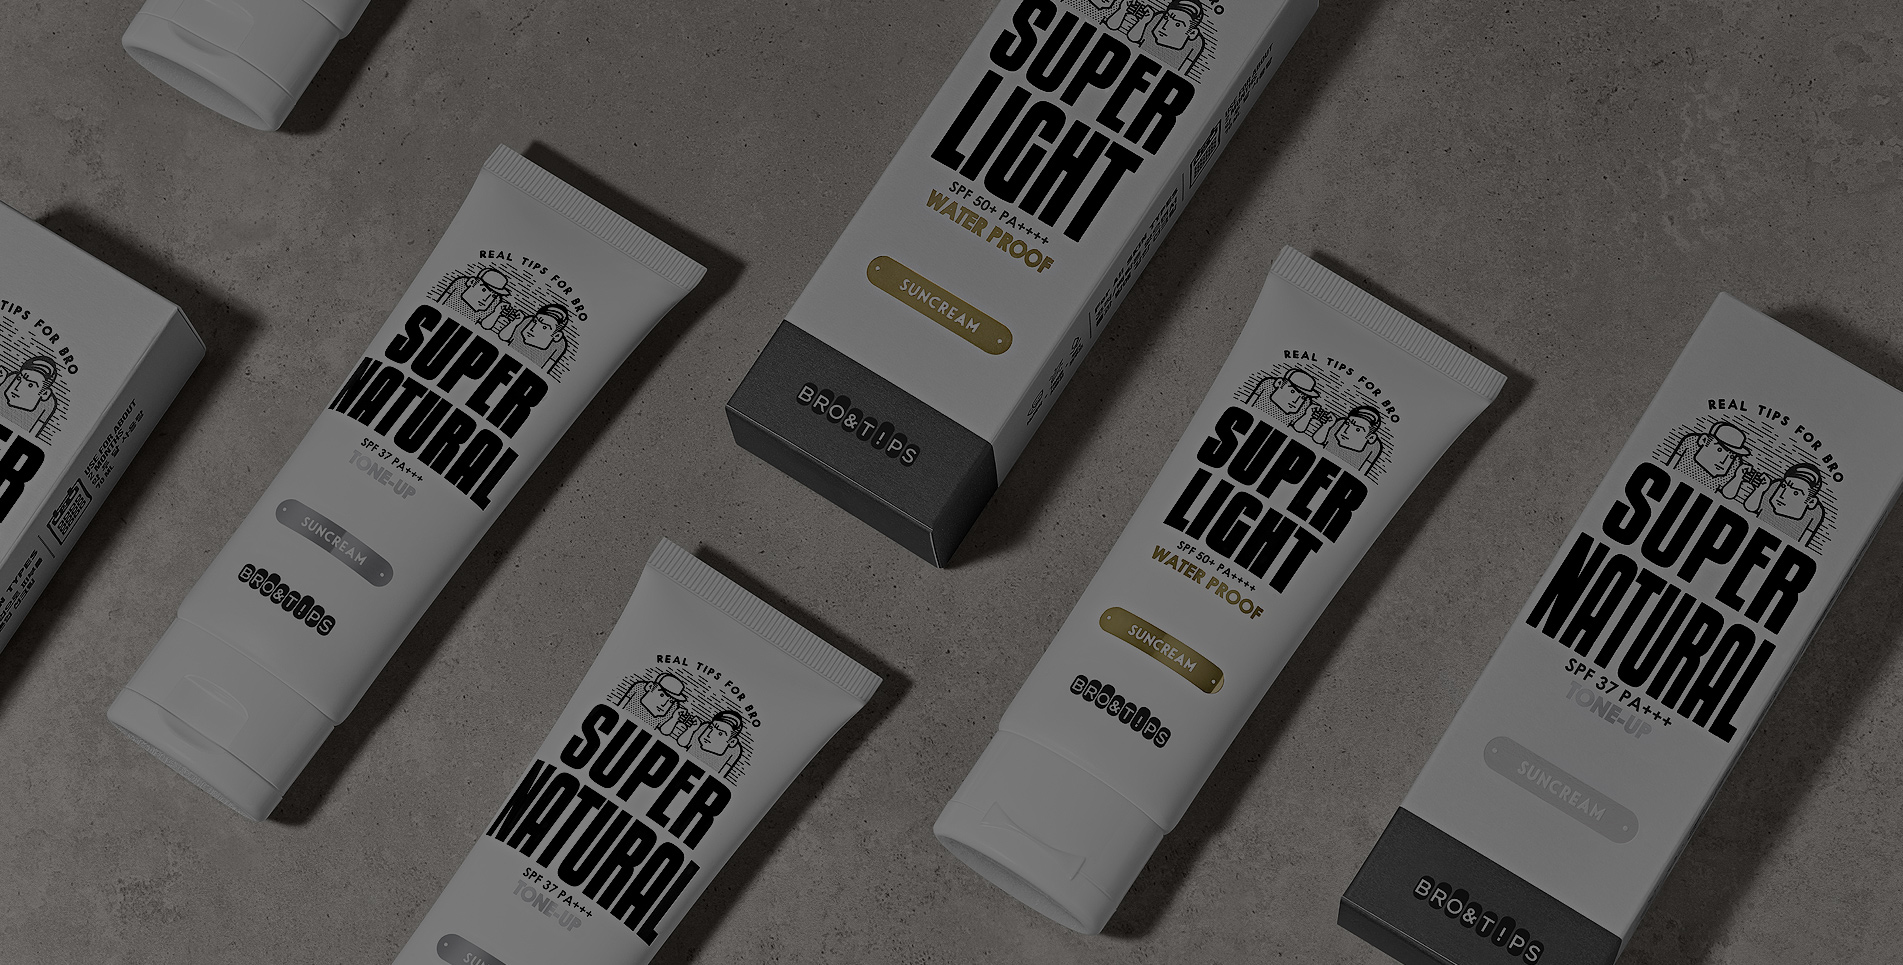 SUPER
LIGHT
SPF 50+ PA++++
WATER PROOF
SUNCREAM
BRO&T!PS
TIPS FOR BRO
USE FOR ABOUT
REAL TIPS FOR BRO
SUPER
NATURAL
SPF 37 PA+++
TONE-UP
SUNCREAM
BRO&T!PS
REAL TIPS FOR BRO
SUPER
LIGHT
SPF 50+ PA++++
WATER PROOF
SUNCREAM
BRO&T!PS
REAL TIPS FOR BRO
SUPER
NATURAL
SPF 37 PA+++
TONE-UP
SUNCREAM
BRO&T!PS
REAL TIPS FOR BRO
SUPER
NATURAL
SPF 37 PA+++
TONE-UP